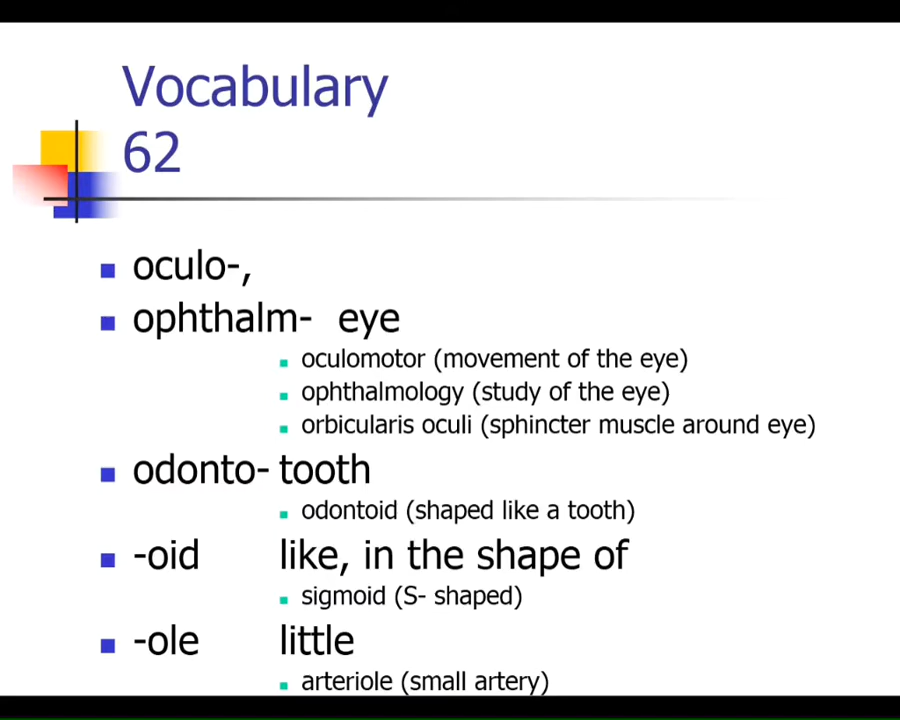 Vocabulary
62
oculo-,
ophthalm- eye
oculomotor (movement of the eye)
ophthalmology (study of the eye)
orbicularis oculi (sphincter muscle around eye)
odonto- tooth
odontoid (shaped like a tooth)
-oid like, in the shape of
sigmoid (S- shaped)
-ole little
arteriole (small artery)